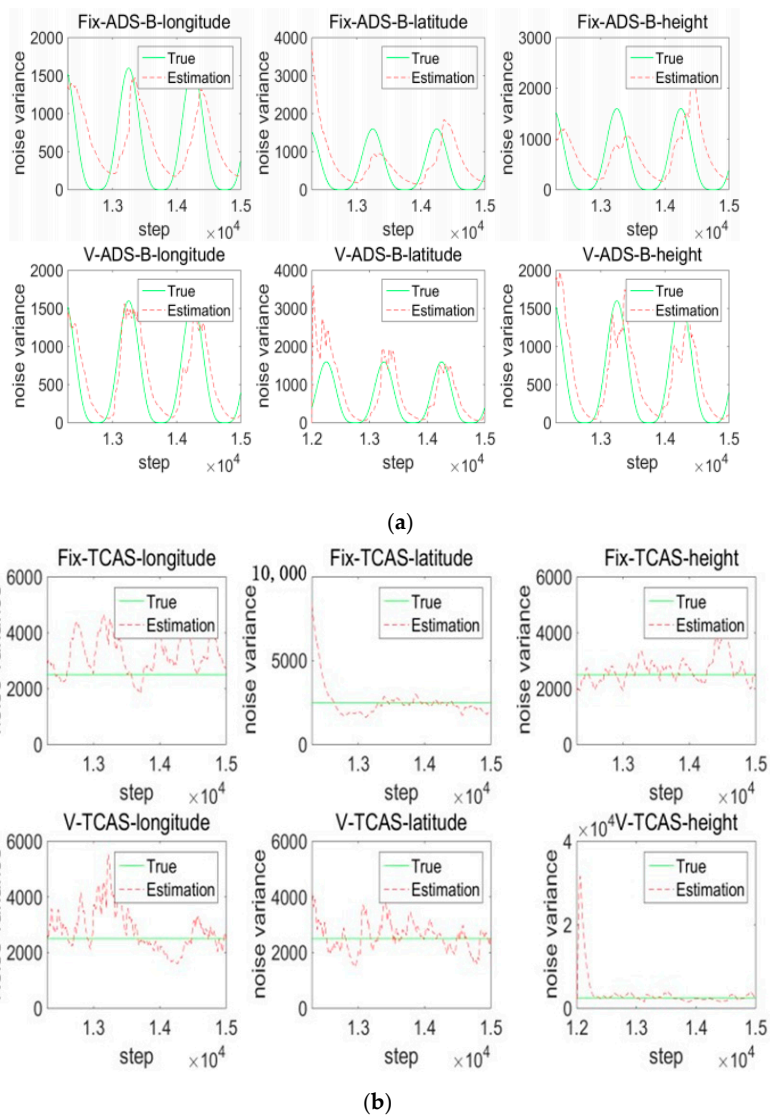 Fix-ADS-B-longitude
Fix-ADS-B-latitude
Fix-ADS-B-height
2000
1500
1000
500
0
noise variance
True
Estimation
1.3
1.4
1.5
step
×10⁴
4000
3000
2000
1000
0
noise variance
True
Estimation
1.3
1.4
1.5
step
×10⁴
3000
2000
1000
0
noise variance
True
Estimation
1.3
1.4
1.5
step
×10⁴
V-ADS-B-longitude
V-ADS-B-latitude
V-ADS-B-height
2000
1500
1000
500
0
noise variance
True
Estimation
1.3
1.4
1.5
step
×10⁴
4000
3000
2000
1000
0
noise variance
True
Estimation
1.2
1.3
1.4
1.5
step
×10⁴
2000
1500
1000
500
0
noise variance
True
Estimation
1.3
1.4
1.5
step
×10⁴
(a)
Fix-TCAS-longitude
Fix-TCAS-latitude
Fix-TCAS-height
6000
4000
2000
0
True
Estimation
1.3
1.4
1.5
step
×10⁴
10,000
5000
0
noise variance
True
Estimation
1.3
1.4
1.5
step
×10⁴
6000
4000
2000
0
noise variance
True
Estimation
1.3
1.4
1.5
step
×10⁴
V-TCAS-longitude
V-TCAS-latitude
×10⁴V-TCAS-height
6000
4000
2000
0
True
Estimation
1.3
1.4
1.5
step
×10⁴
6000
4000
2000
0
noise variance
True
Estimation
1.3
1.4
1.5
step
×10⁴
4
2
0
noise variance
True
Estimation
1.2
1.3
1.4
1.5
step
×10⁴
(b)